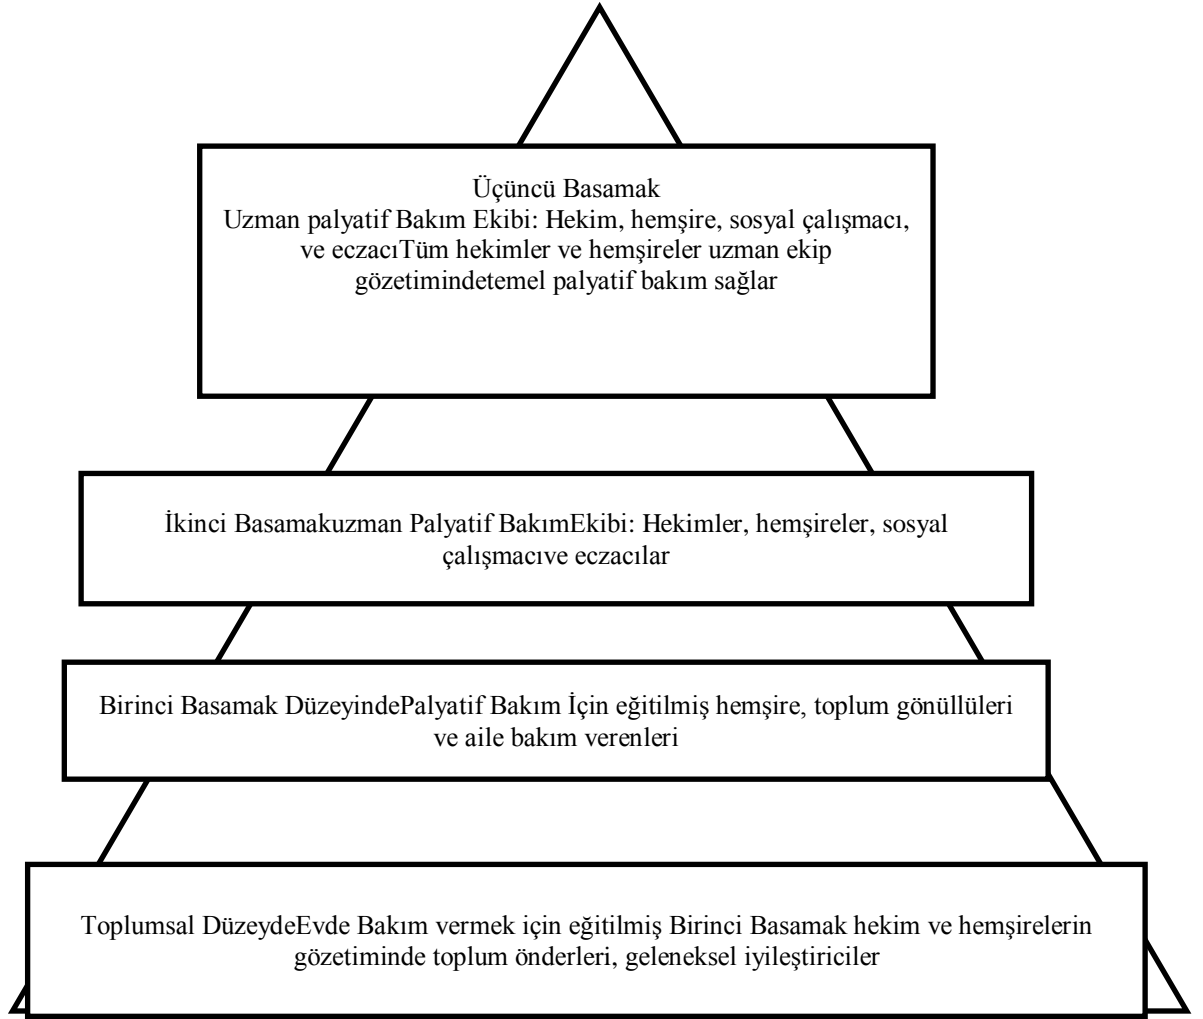 Üçüncü Basamak
Uzman palyatif Bakım Ekibi: Hekim, hemşire, sosyal çalışmacı,
ve eczacıTüm hekimler ve hemşireler uzman ekip
gözetimindetemel palyatif bakım sağlar
İkinci Basamakuzman Palyatif BakımEkibi: Hekimler, hemşireler, sosyal
çalışmacıve eczacılar
Birinci Basamak DüzeyindePalyatif Bakım İçin eğitilmiş hemşire, toplum gönüllüleri
ve aile bakım verenleri
Toplumsal DüzeydeEvde Bakım vermek için eğitilmiş Birinci Basamak hekim ve hemşirelerin
gözetiminde toplum önderleri, geleneksel iyileştiriciler